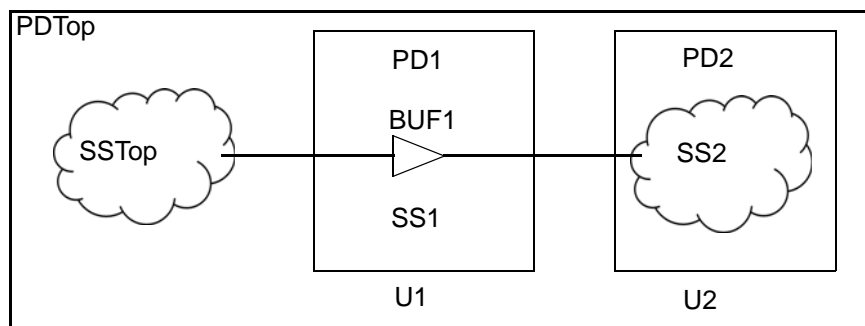 PDTop
PD1
PD2
BUF1
SSTop
SS2
SS1
U1
U2